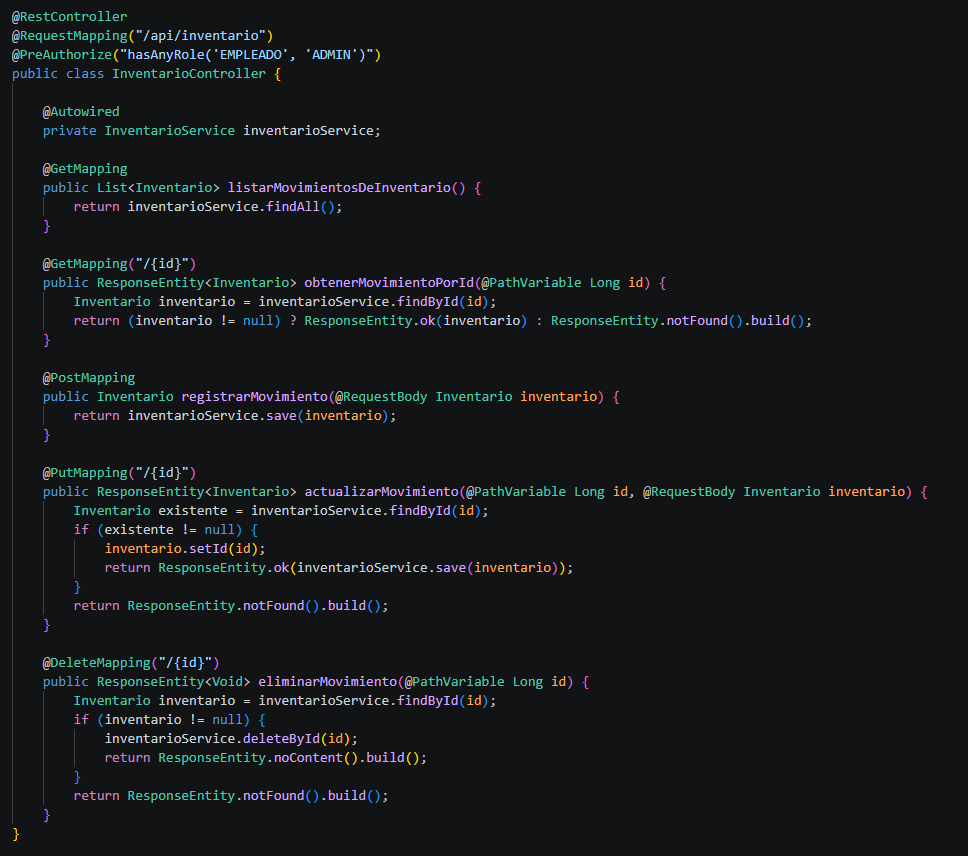 @RestController
@RequestMapping("/api/inventario")
@PreAuthorize("hasAnyRole('EMPLEADO', 'ADMIN')")
public class InventarioController {
@Autowired
private InventarioService inventarioService;
@GetMapping
public List<Inventario> listarMovimientosDeInventario() {
return inventarioService.findAll();
}
@GetMapping("/{id}")
public ResponseEntity<Inventario> obtenerMovimientoPorId(@PathVariable Long id) {
Inventario inventario = inventarioService.findById(id);
return (inventario != null) ? ResponseEntity.ok(inventario) : ResponseEntity.notFound().build();
}
@PostMapping
public Inventario registrarMovimiento(@RequestBody Inventario inventario) {
return inventarioService.save(inventario);
}
@PutMapping("/{id}")
public ResponseEntity<Inventario> actualizarMovimiento(@PathVariable Long id, @RequestBody Inventario inventario) {
Inventario existente = inventarioService.findById(id);
if (existente != null) {
inventario.setId(id);
return ResponseEntity.ok(inventarioService.save(inventario));
}
return ResponseEntity.notFound().build();
}
@DeleteMapping("/{id}")
public ResponseEntity<Void> eliminarMovimiento(@PathVariable Long id) {
Inventario inventario = inventarioService.findById(id);
if (inventario != null) {
inventarioService.deleteById(id);
return ResponseEntity.noContent().build();
}
return ResponseEntity.notFound().build();
}
}